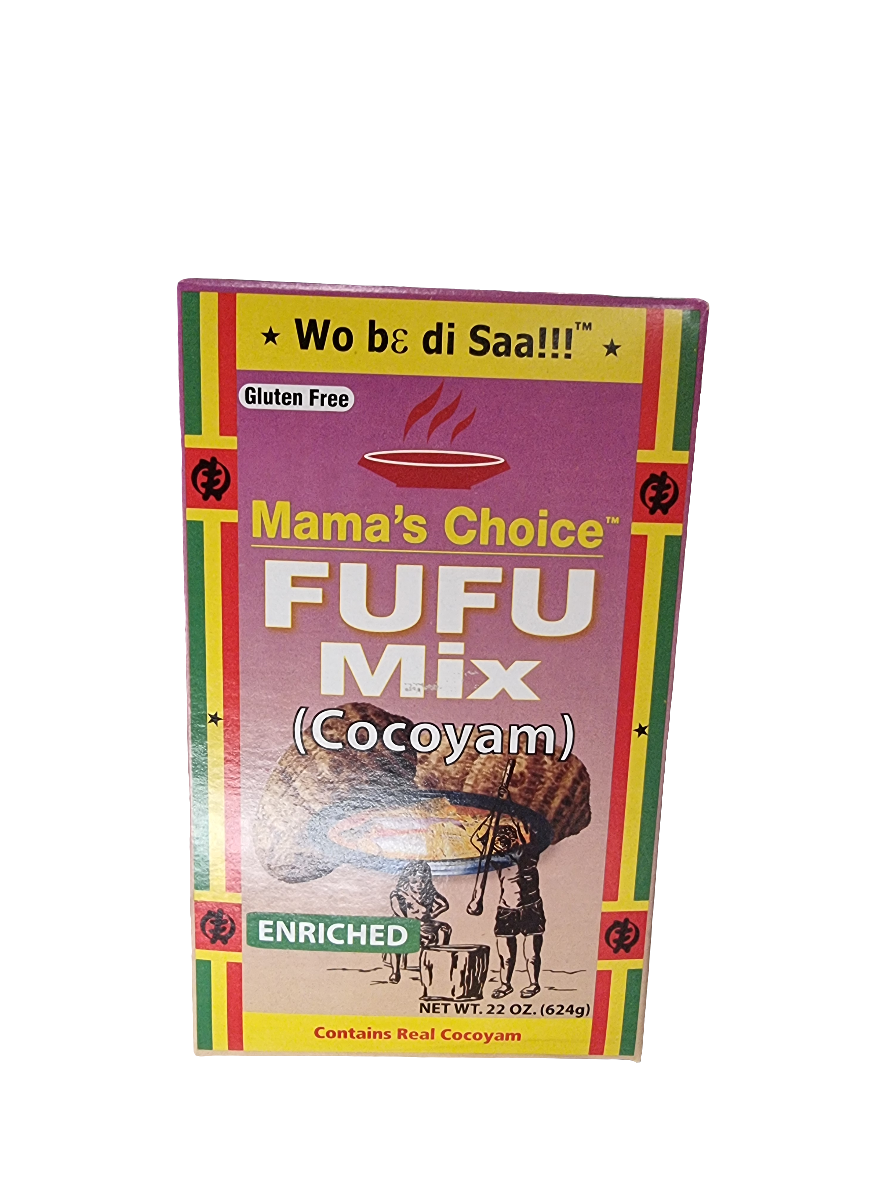 ★ Wo bɛ di Saa!!!™ ★
Gluten Free
Mama's Choice™
FUFU
Mix
(Cocoyam)
ENRICHED
NET WT. 22 OZ. (624g)
Contains Real Cocoyam